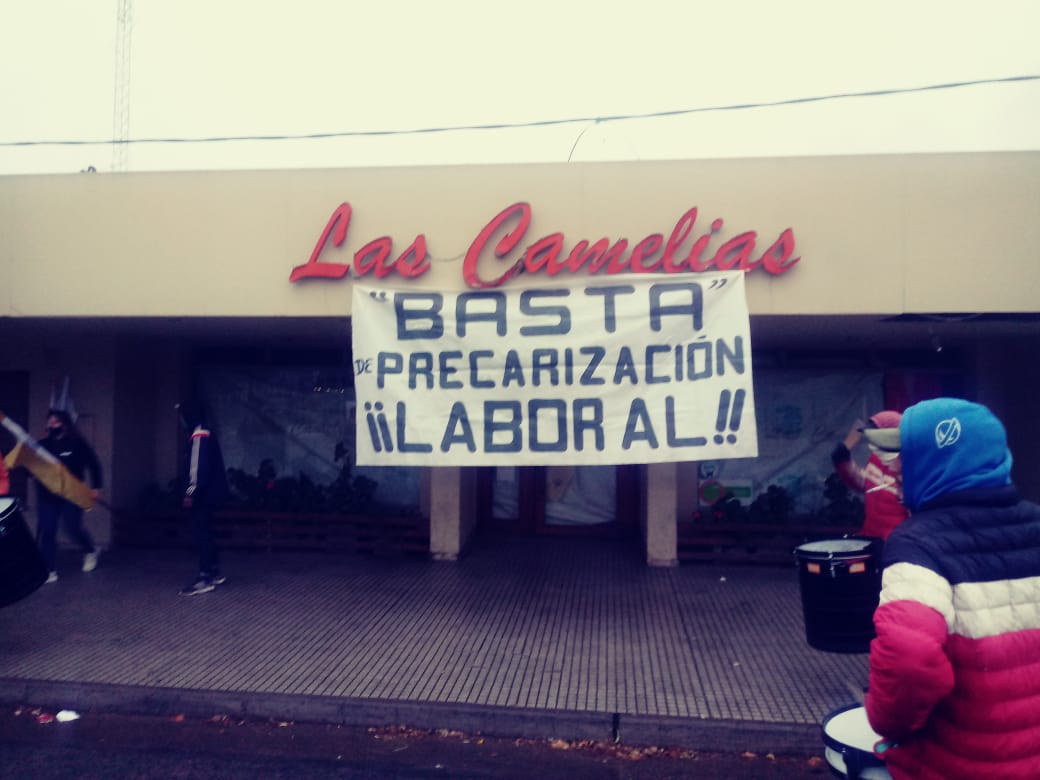 Las Camelias
"BASTA"
DE PRECARIZACIÓN
¡¡LABORAL!!